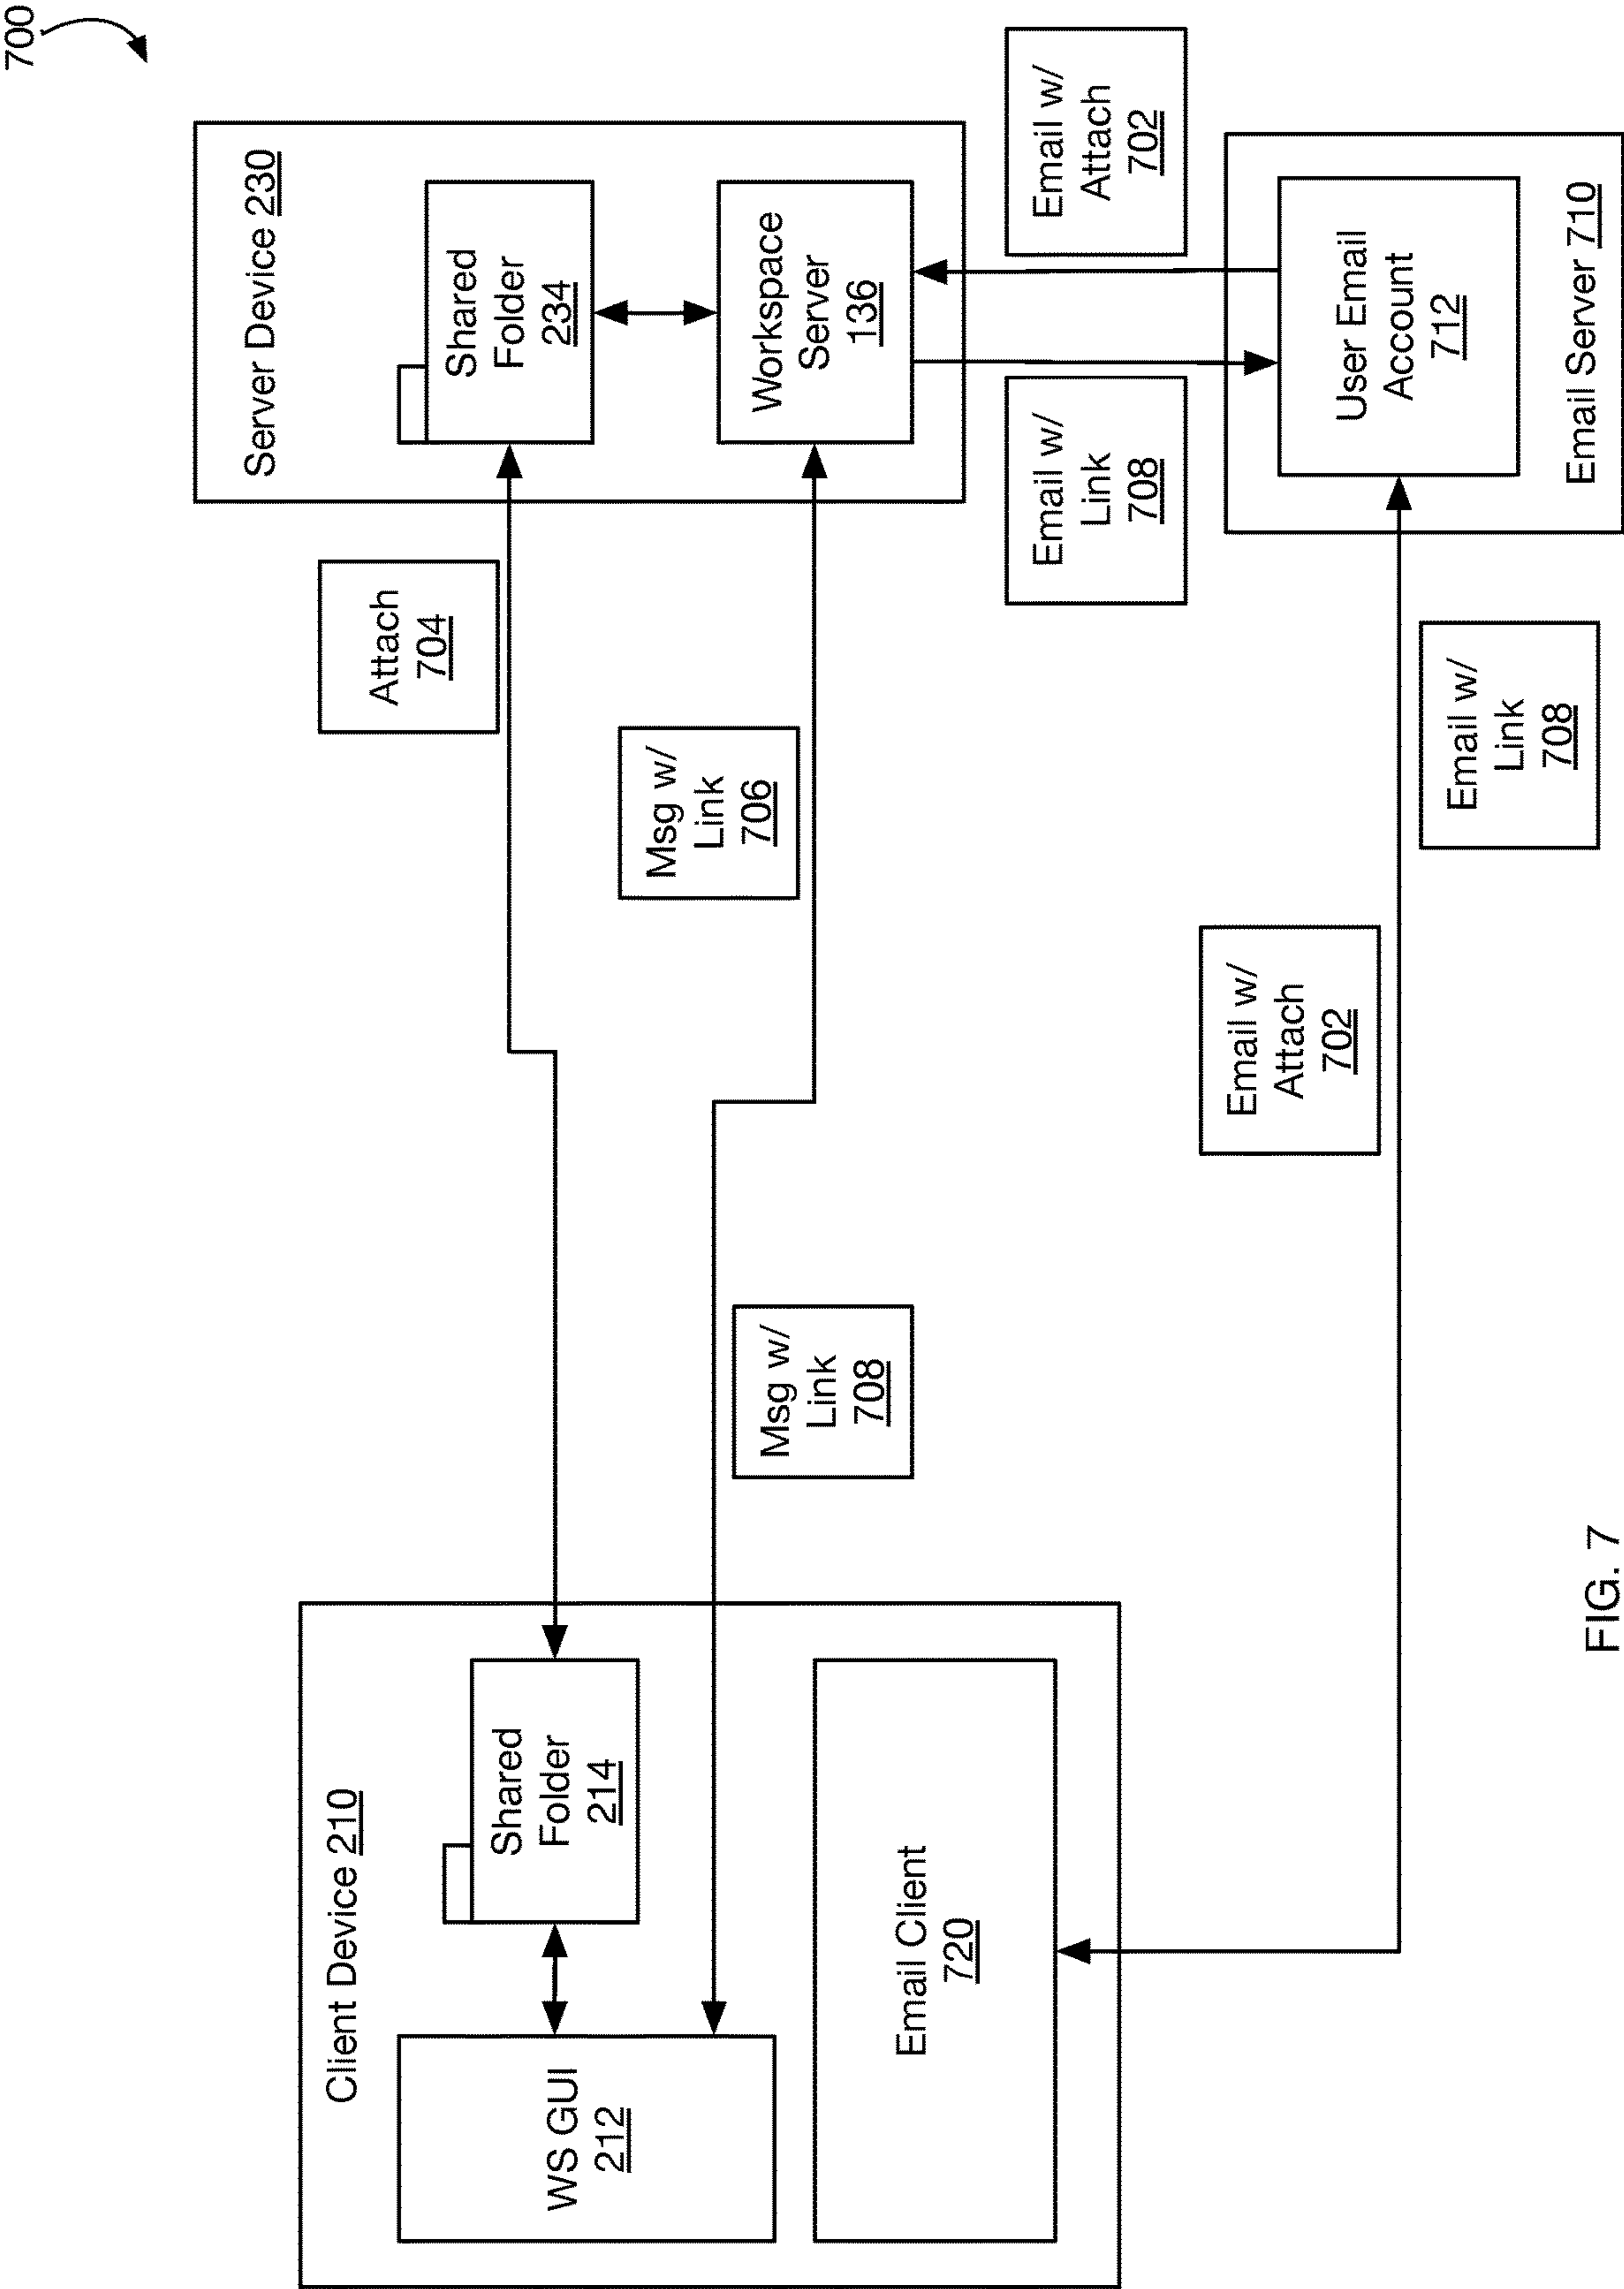 700
Client Device 210
WS GUI
212
Shared
Folder
214
Email Client
720
Server Device 230
Shared
Folder
234
Workspace
Server
136
Attach
704
Msg w/
Link
706
Msg w/
Link
708
Email w/
Attach
702
Email w/
Link
708
Email w/
Link
708
Email w/
Attach
702
User Email
Account
712
Email Server 710
FIG. 7